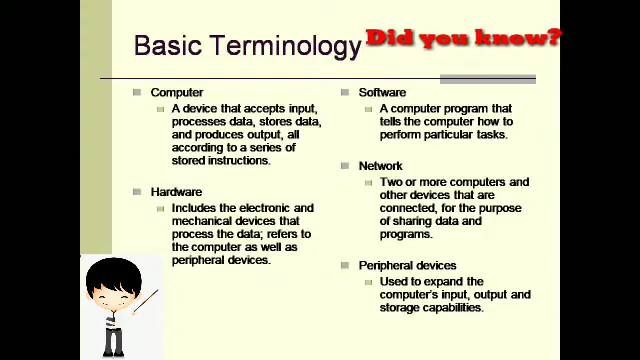 Basic Terminology
Did you know?
Computer
A device that accepts input,
processes data, stores data,
and produces output, all
according to a series of
stored instructions.
Hardware
Includes the electronic and
mechanical devices that
process the data; refers to
the computer as well as
peripheral devices.
Software
A computer program that
tells the computer how to
perform particular tasks.
Network
Two or more computers and
other devices that are
connected, for the purpose
of sharing data and
programs.
Peripheral devices
Used to expand the
computer's input, output and
storage capabilities.